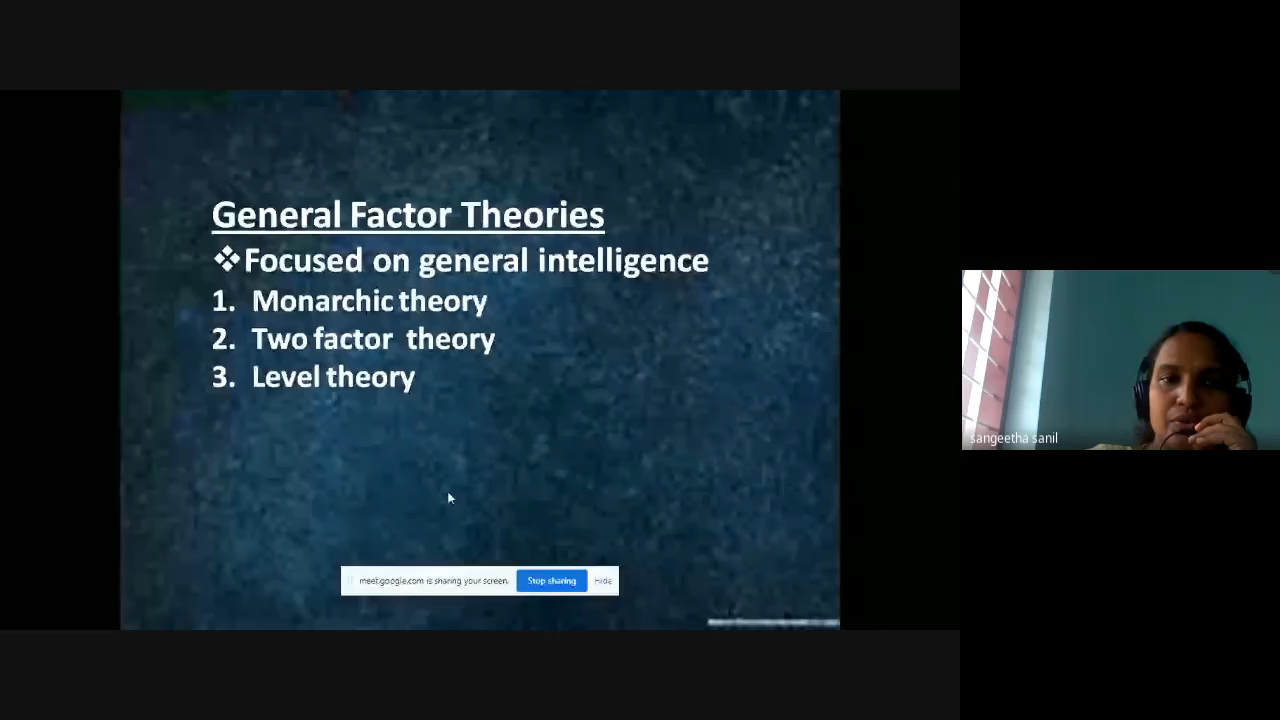 General Factor Theories
❖Focused on general intelligence
1. Monarchic theory
2. Two factor theory
3. Level theory
meet.google.com is sharing your screen.
Stop sharing
Hide
sangeetha sanil